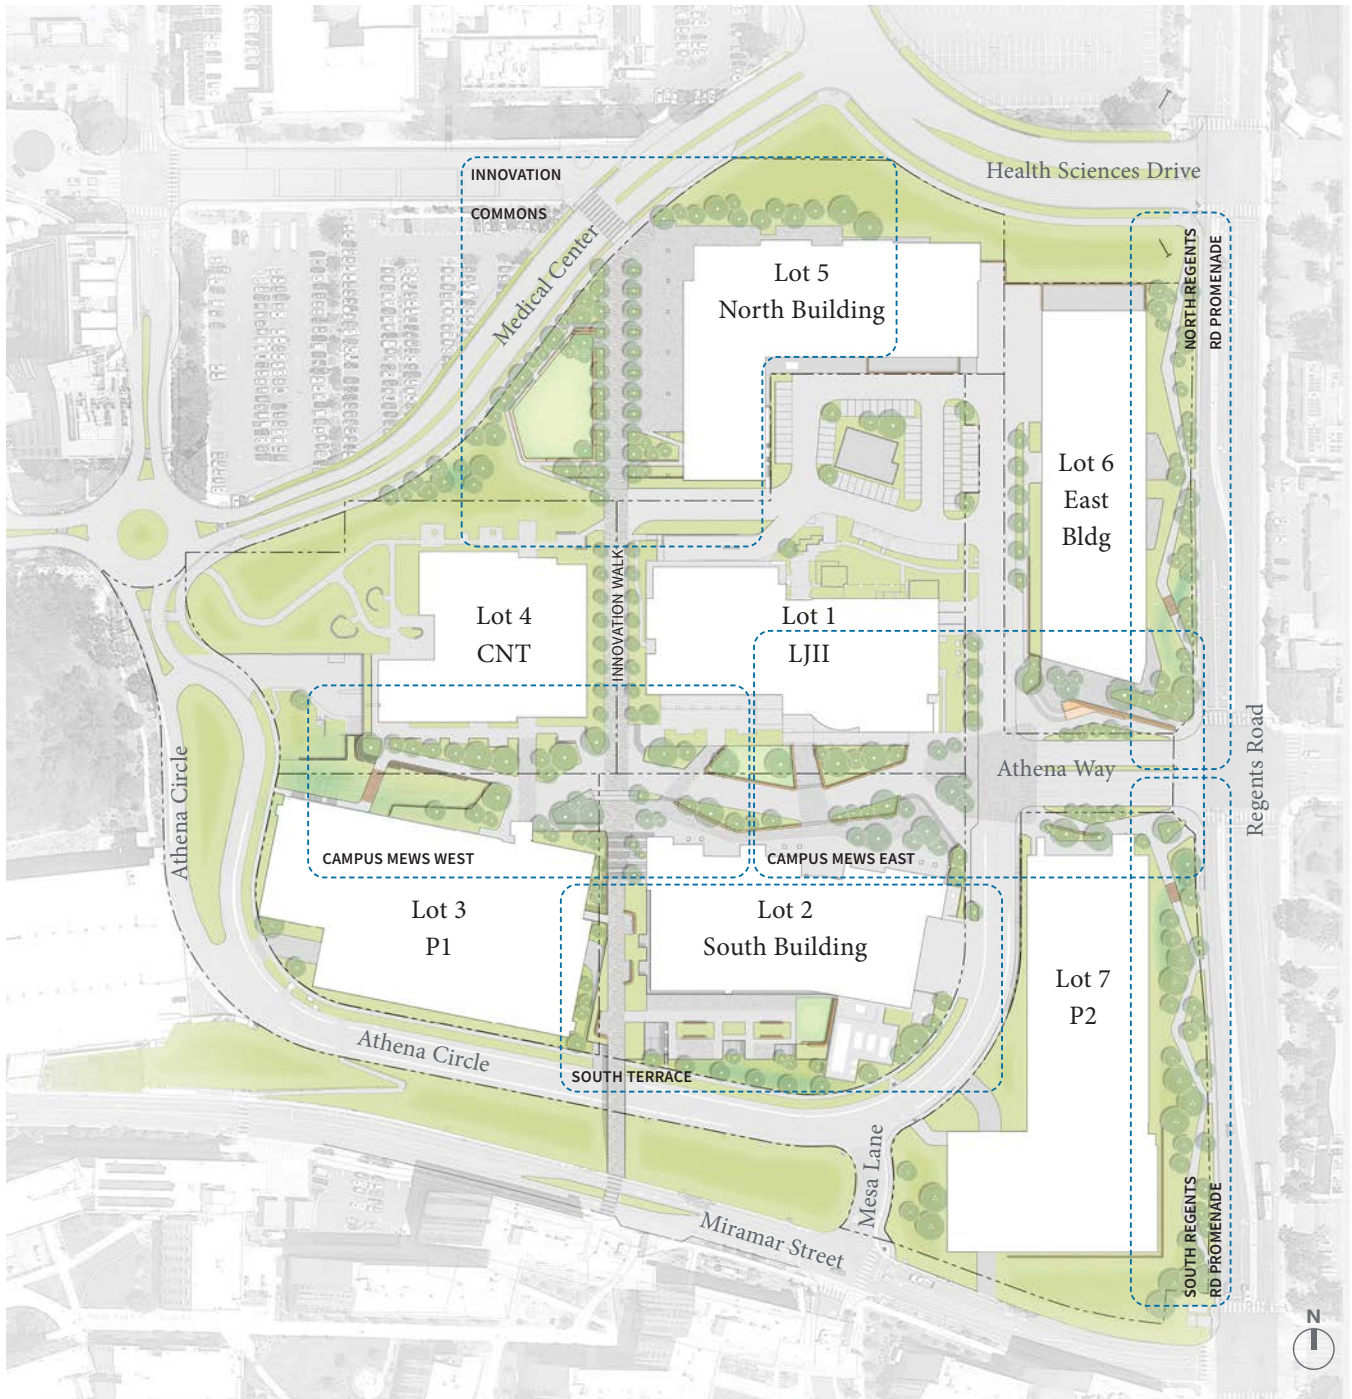 INNOVATION
COMMONS
Health Sciences Drive
Medical Center
NORTH REGENTS
RD PROMENADE
Lot 5
North Building
Lot 6
East
Bldg
INNOVATION WALK
Lot 4
CNT
Lot 1
LJII
Athena Circle
Athena Way
Regents Road
CAMPUS MEWS WEST
CAMPUS MEWS EAST
Lot 3
P1
Lot 2
South Building
Lot 7
P2
Athena Circle
SOUTH TERRACE
Mesa Lane
Miramar Street
SOUTH REGENTS
RD PROMENADE
N